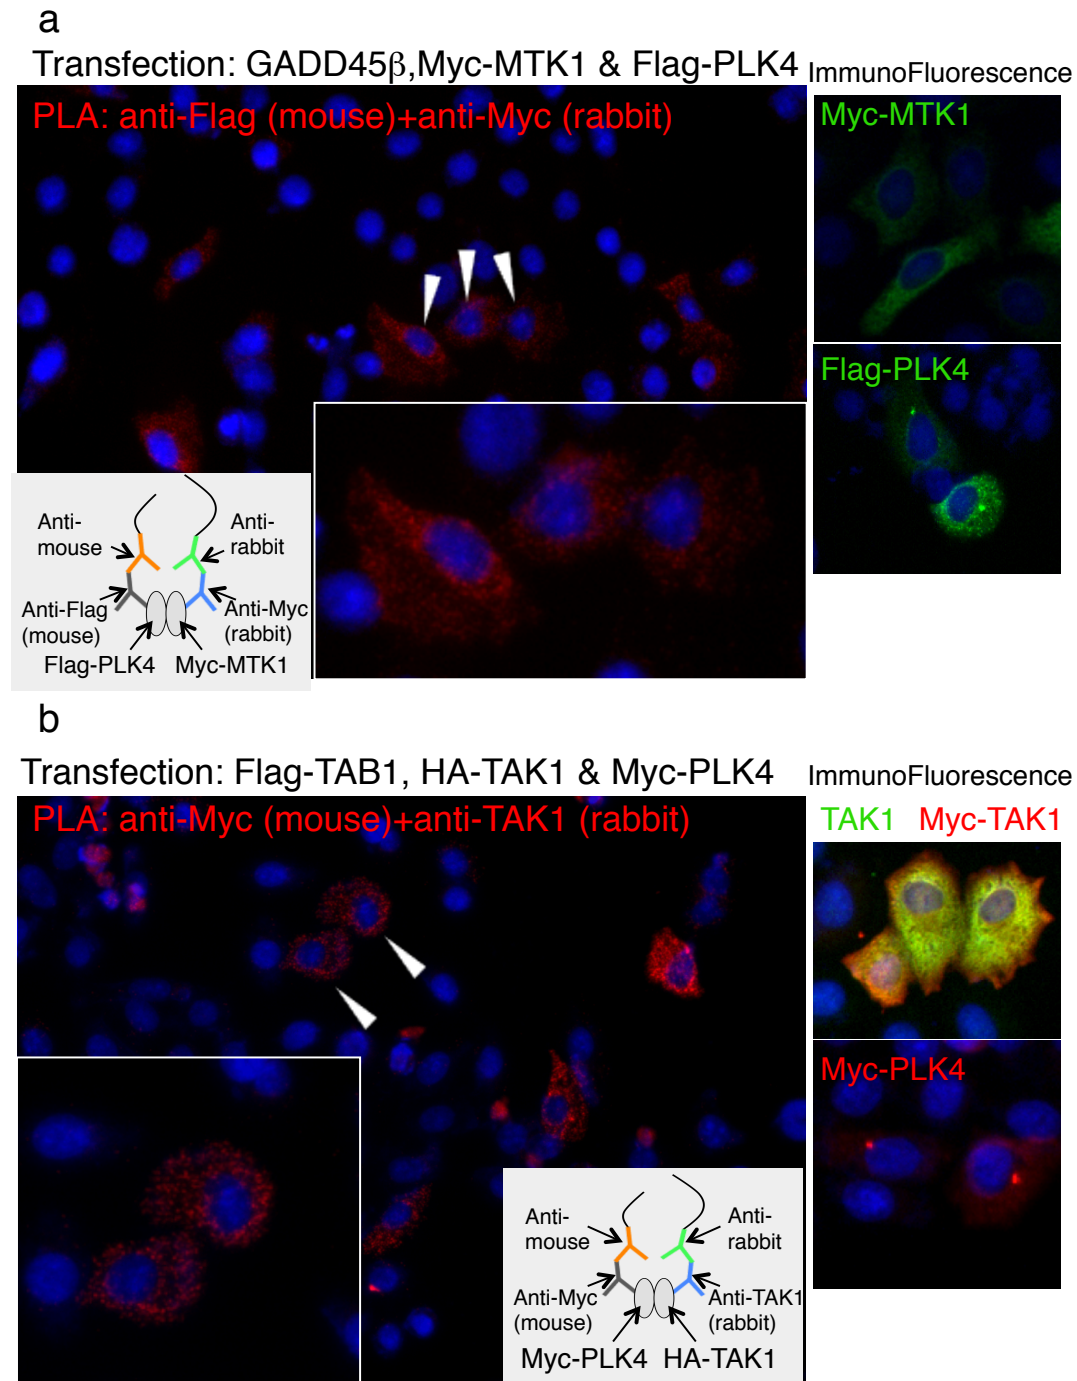 a
Transfection: GADD45β,Myc-MTK1 & Flag-PLK4
ImmunoFluorescence
PLA: anti-Flag (mouse)+anti-Myc (rabbit)
Myc-MTK1
Flag-PLK4
Anti-
mouse
Anti-
rabbit
Anti-Flag
(mouse)
Anti-Myc
(rabbit)
Flag-PLK4
Myc-MTK1
b
Transfection: Flag-TAB1, HA-TAK1 & Myc-PLK4
ImmunoFluorescence
PLA: anti-Myc (mouse)+anti-TAK1 (rabbit)
TAK1 Myc-TAK1
Myc-PLK4
Anti-
mouse
Anti-
rabbit
Anti-Myc
(mouse)
Anti-TAK1
(rabbit)
Myc-PLK4
HA-TAK1